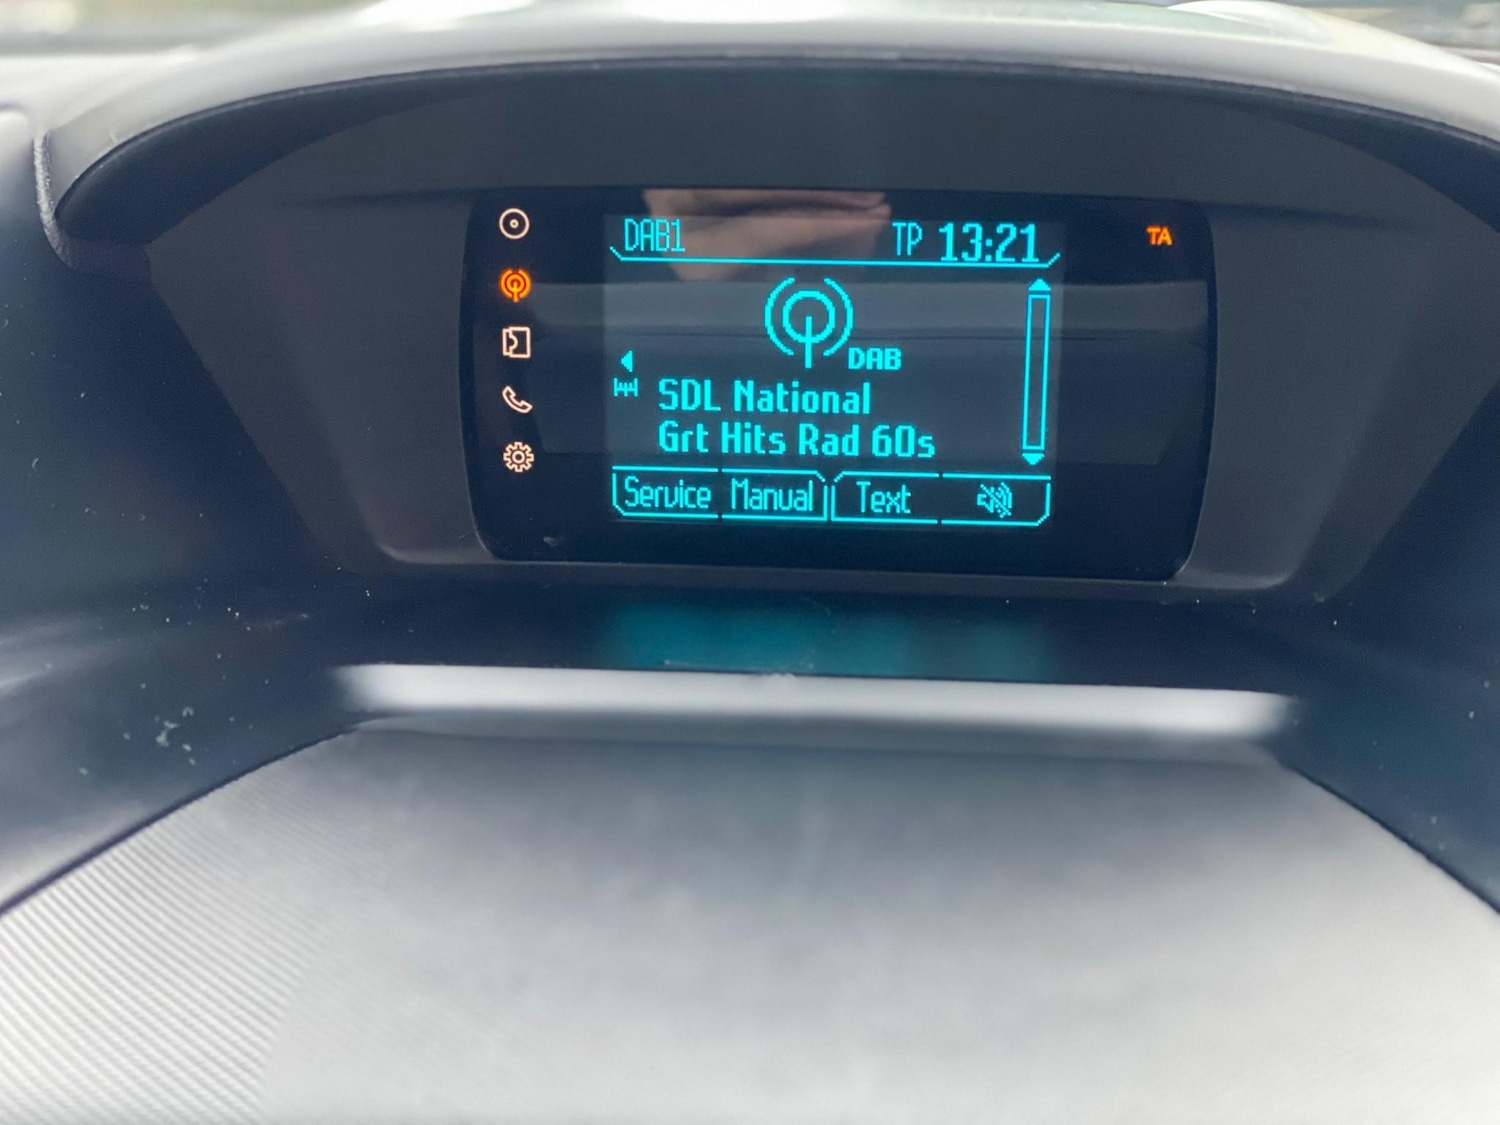 DAB1 TP 13:21 TA
DAB
SDL National
Grt Hits Rad 60s
Service Manual Text